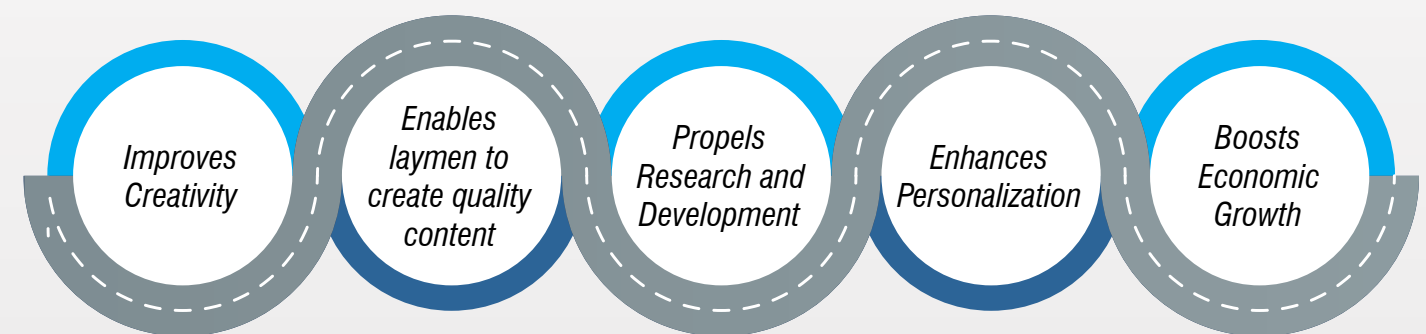 Improves
Creativity
Enables
laymen to
create quality
content
Propels
Research and
Development
Enhances
Personalization
Boosts
Economic
Growth